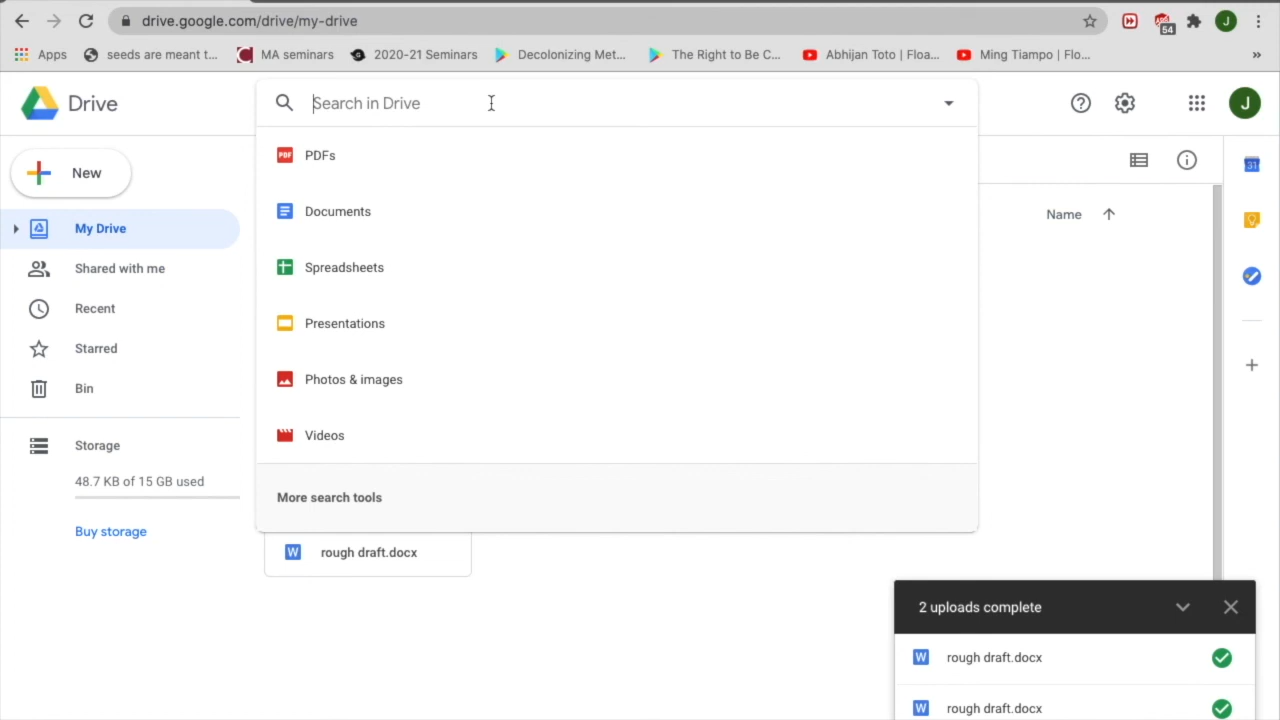 drive.google.com/drive/my-drive
54
J
Apps
seeds are meant t...
MA seminars
2020-21 Seminars
Decolonizing Met...
The Right to Be C...
Abhijan Toto | Floa...
Ming Tiampo | Flo...
»
Drive
Search in Drive
J
New
PDF PDFs
31
Documents
Name
My Drive
Shared with me
Spreadsheets
Recent
Presentations
Starred
Photos & images
Bin
Videos
Storage
48.7 KB of 15 GB used
More search tools
Buy storage
W rough draft.docx
2 uploads complete
W rough draft.docx
W rough draft.docx